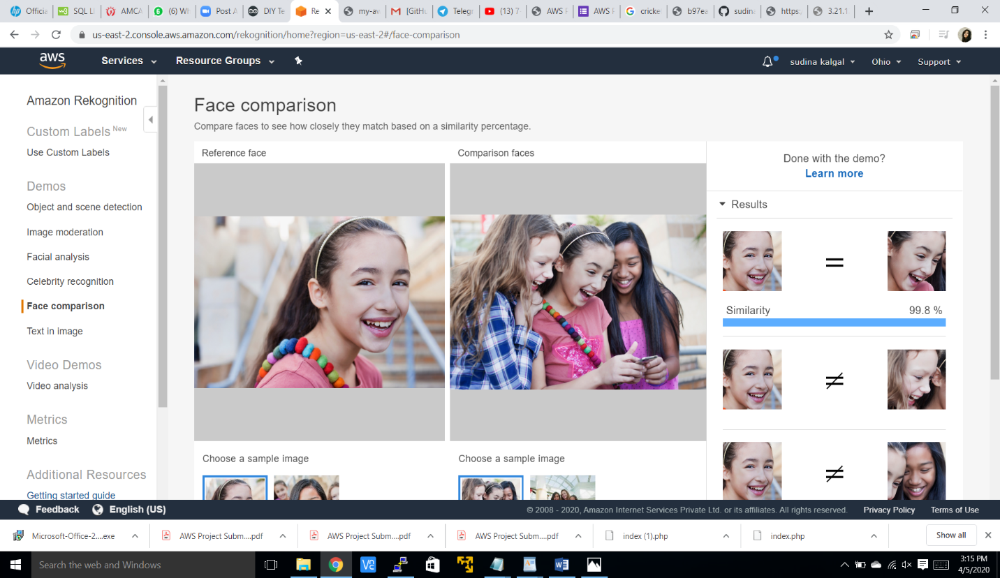 Officia
SQL LI
AMCA
(6) Wh
Post A
DIY Te
Re
my-aw
[GitHu
Telegr
(13) 7
AWS P
AWS P
cricke
b97ea
sudina
https:
3.21.1
us-east-2.console.aws.amazon.com/rekognition/home?region=us-east-2#/face-comparison
aws Services Resource Groups sudina kalgal Ohio Support
Amazon Rekognition
Custom Labels New
Use Custom Labels
Demos
Object and scene detection
Image moderation
Facial analysis
Celebrity recognition
Face comparison
Text in image
Video Demos
Video analysis
Metrics
Metrics
Additional Resources
Getting started guide
Face comparison
Compare faces to see how closely they match based on a similarity percentage.
Reference face
Comparison faces
Choose a sample image
Choose a sample image
Done with the demo?
Learn more
Results
=
Similarity 99.8 %
≠
≠
Feedback English (US) © 2008 - 2020, Amazon Internet Services Private Ltd. or its affiliates. All rights reserved. Privacy Policy Terms of Use
Microsoft-Office-2....exe AWS Project Subm....pdf AWS Project Subm....pdf AWS Project Subm....pdf index (1).php index.php Show all
Search the web and Windows
3:15 PM
4/5/2020